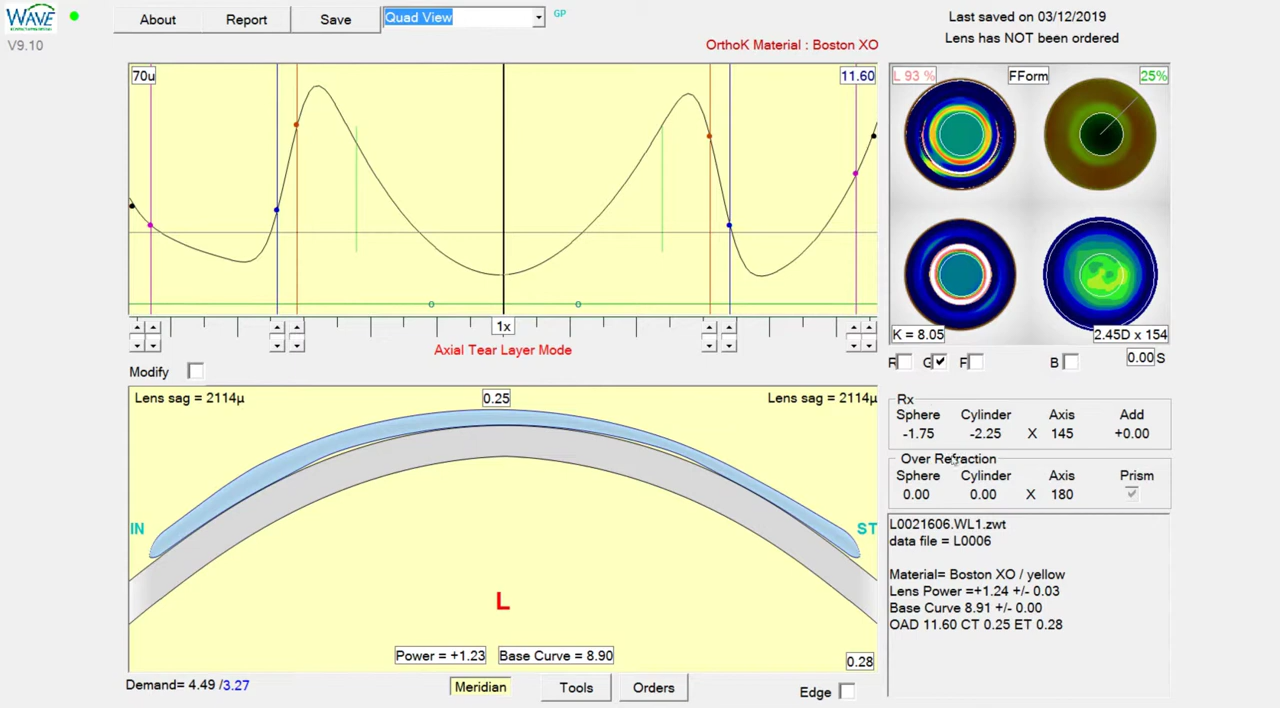 WAVE
V9.10
About
Report
Save
Quad View
GP
Last saved on 03/12/2019
Lens has NOT been ordered
OrthoK Material : Boston XO
70u
11.60
L 93 %
FForm
25%
1x
Axial Tear Layer Mode
K = 8.05
2.45D x 154
R
G
F
B
0.00 S
Modify
Lens sag = 2114µ
0.25
Lens sag = 2114µ
Rx
Sphere Cylinder Axis Add
-1.75 -2.25 X 145 +0.00
Over Refraction
Sphere Cylinder Axis Prism
0.00 0.00 X 180
IN
ST
L
L0021606.WL1.zwt
data file = L0006
Material= Boston XO / yellow
Lens Power =+1.24 +/- 0.03
Base Curve 8.91 +/- 0.00
OAD 11.60 CT 0.25 ET 0.28
Power = +1.23
Base Curve = 8.90
0.28
Demand= 4.49 /3.27
Meridian
Tools
Orders
Edge